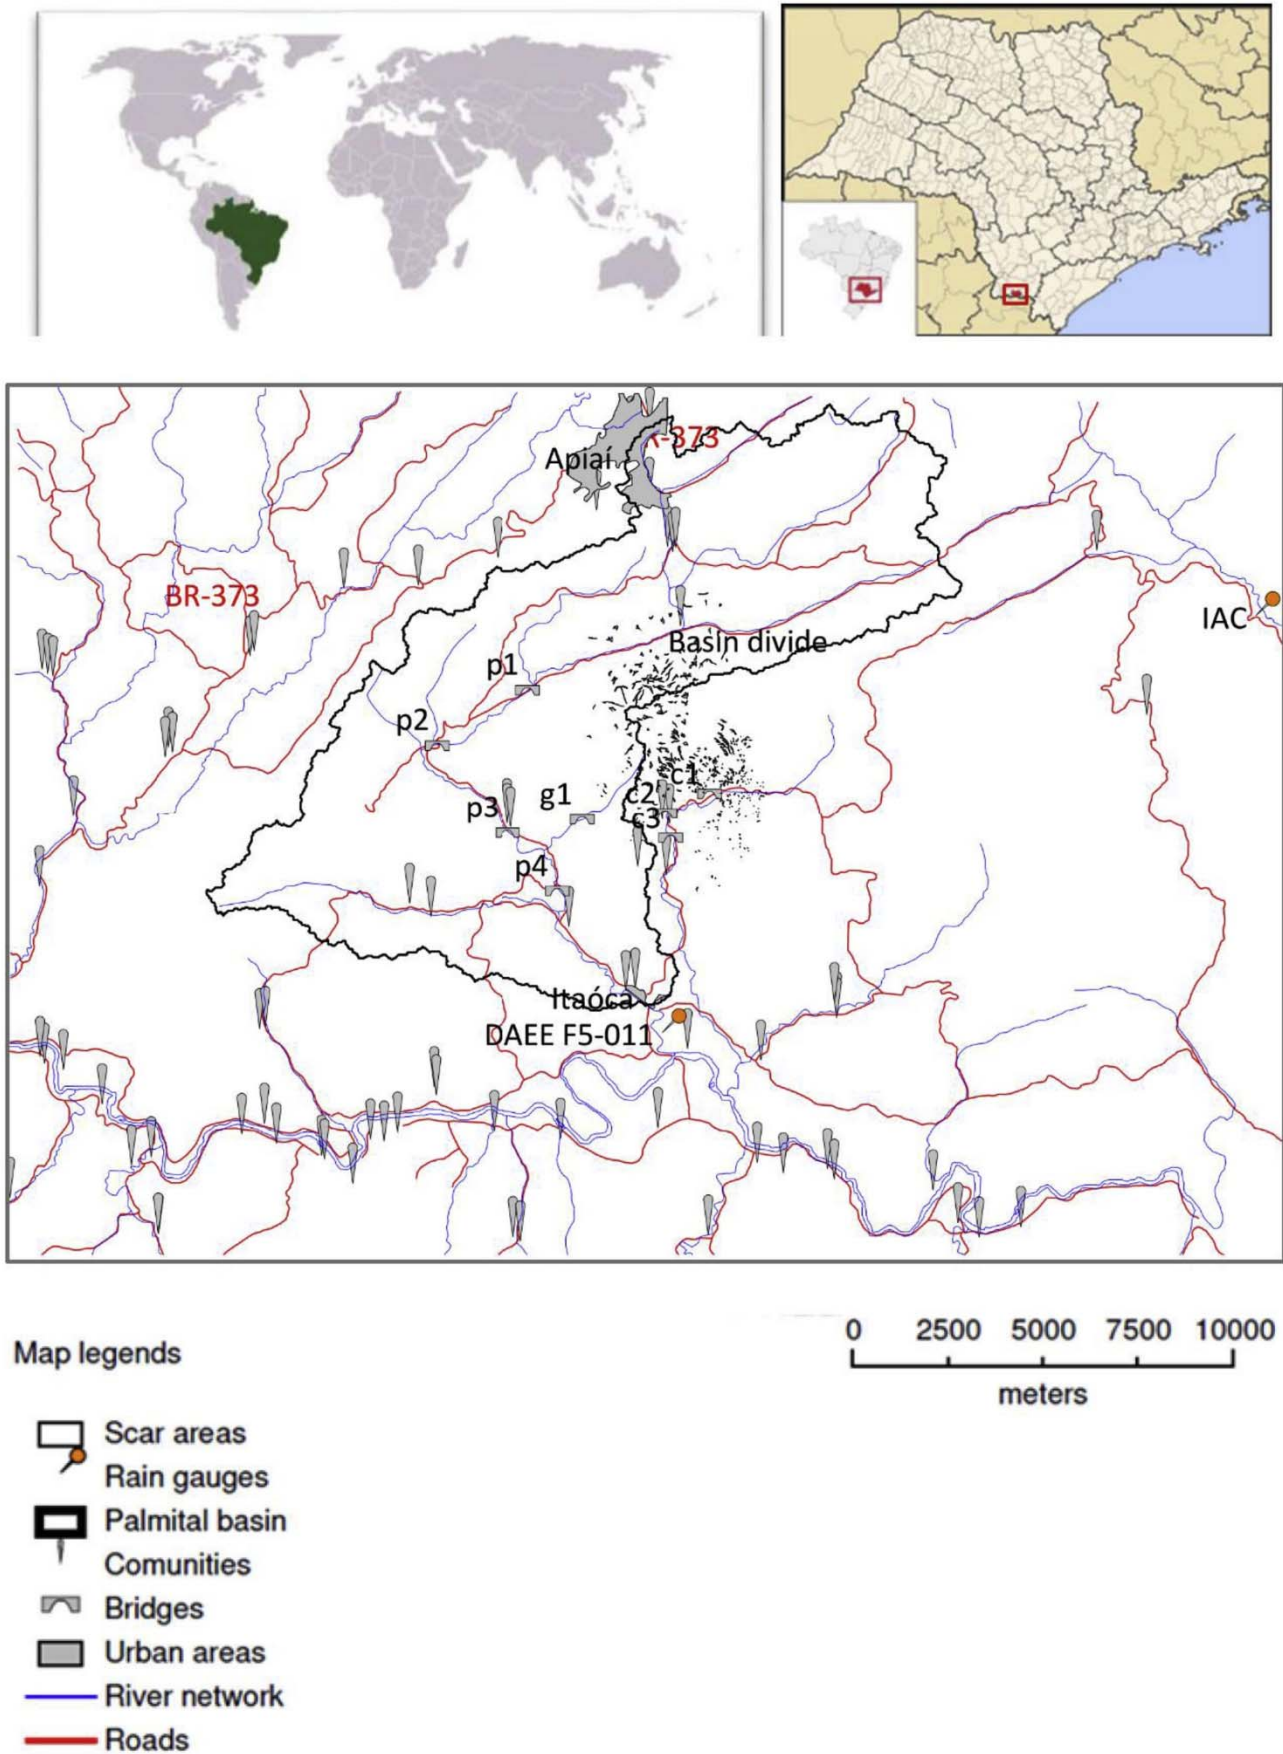 R-373
Apiaí
BR-373
IAC
Basin divide
p1
p2
c1
c2
g1
p3
c3
p4
Itaóca
DAEE F5-011
0 2500 5000 7500 10000
meters
Map legends
Scar areas
Rain gauges
Palmital basin
Comunities
Bridges
Urban areas
River network
Roads